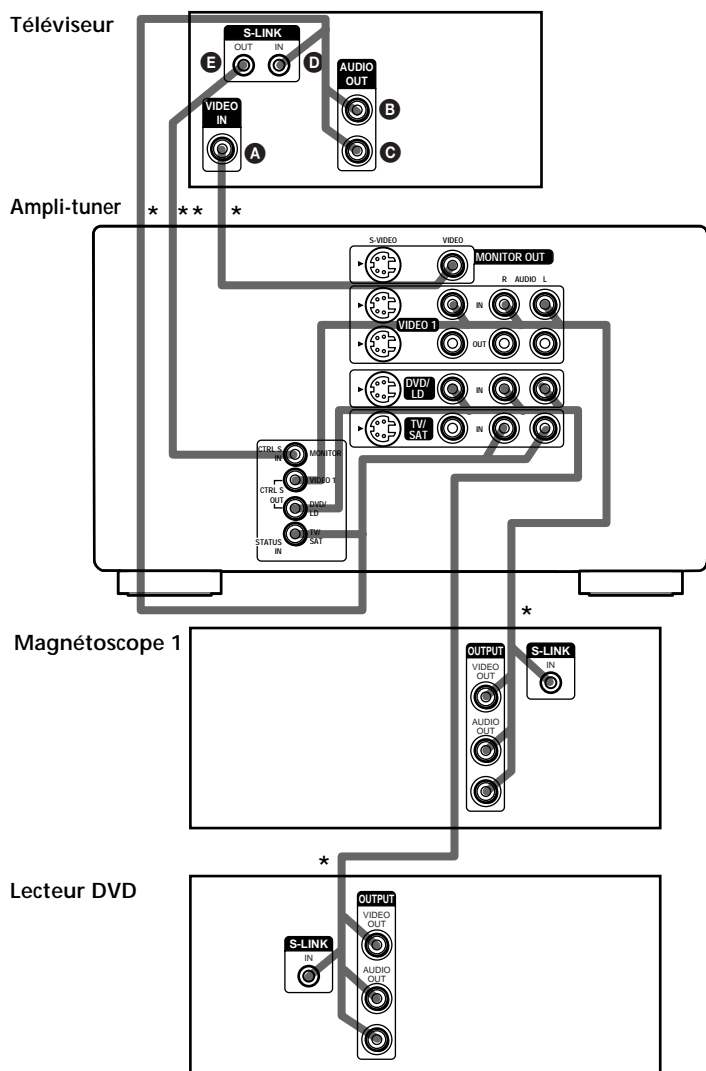 Téléviseur
S-LINK
OUT IN
E D
AUDIO
OUT
B
VIDEO
IN
A C
Ampli-tuner * ** *
S-VIDEO VIDEO
MONITOR OUT
R AUDIO L
IN
VIDEO 1
OUT
DVD/
LD
IN
TV/
SAT
IN
CTRL S
IN
MONITOR
VIDEO 1
CTRL S
OUT
DVD/
LD
TV/
SAT
STATUS
IN
*
Magnétoscope 1
OUTPUT
VIDEO
OUT
AUDIO
OUT
S-LINK
IN
*
Lecteur DVD
OUTPUT
VIDEO
OUT
S-LINK
IN
AUDIO
OUT